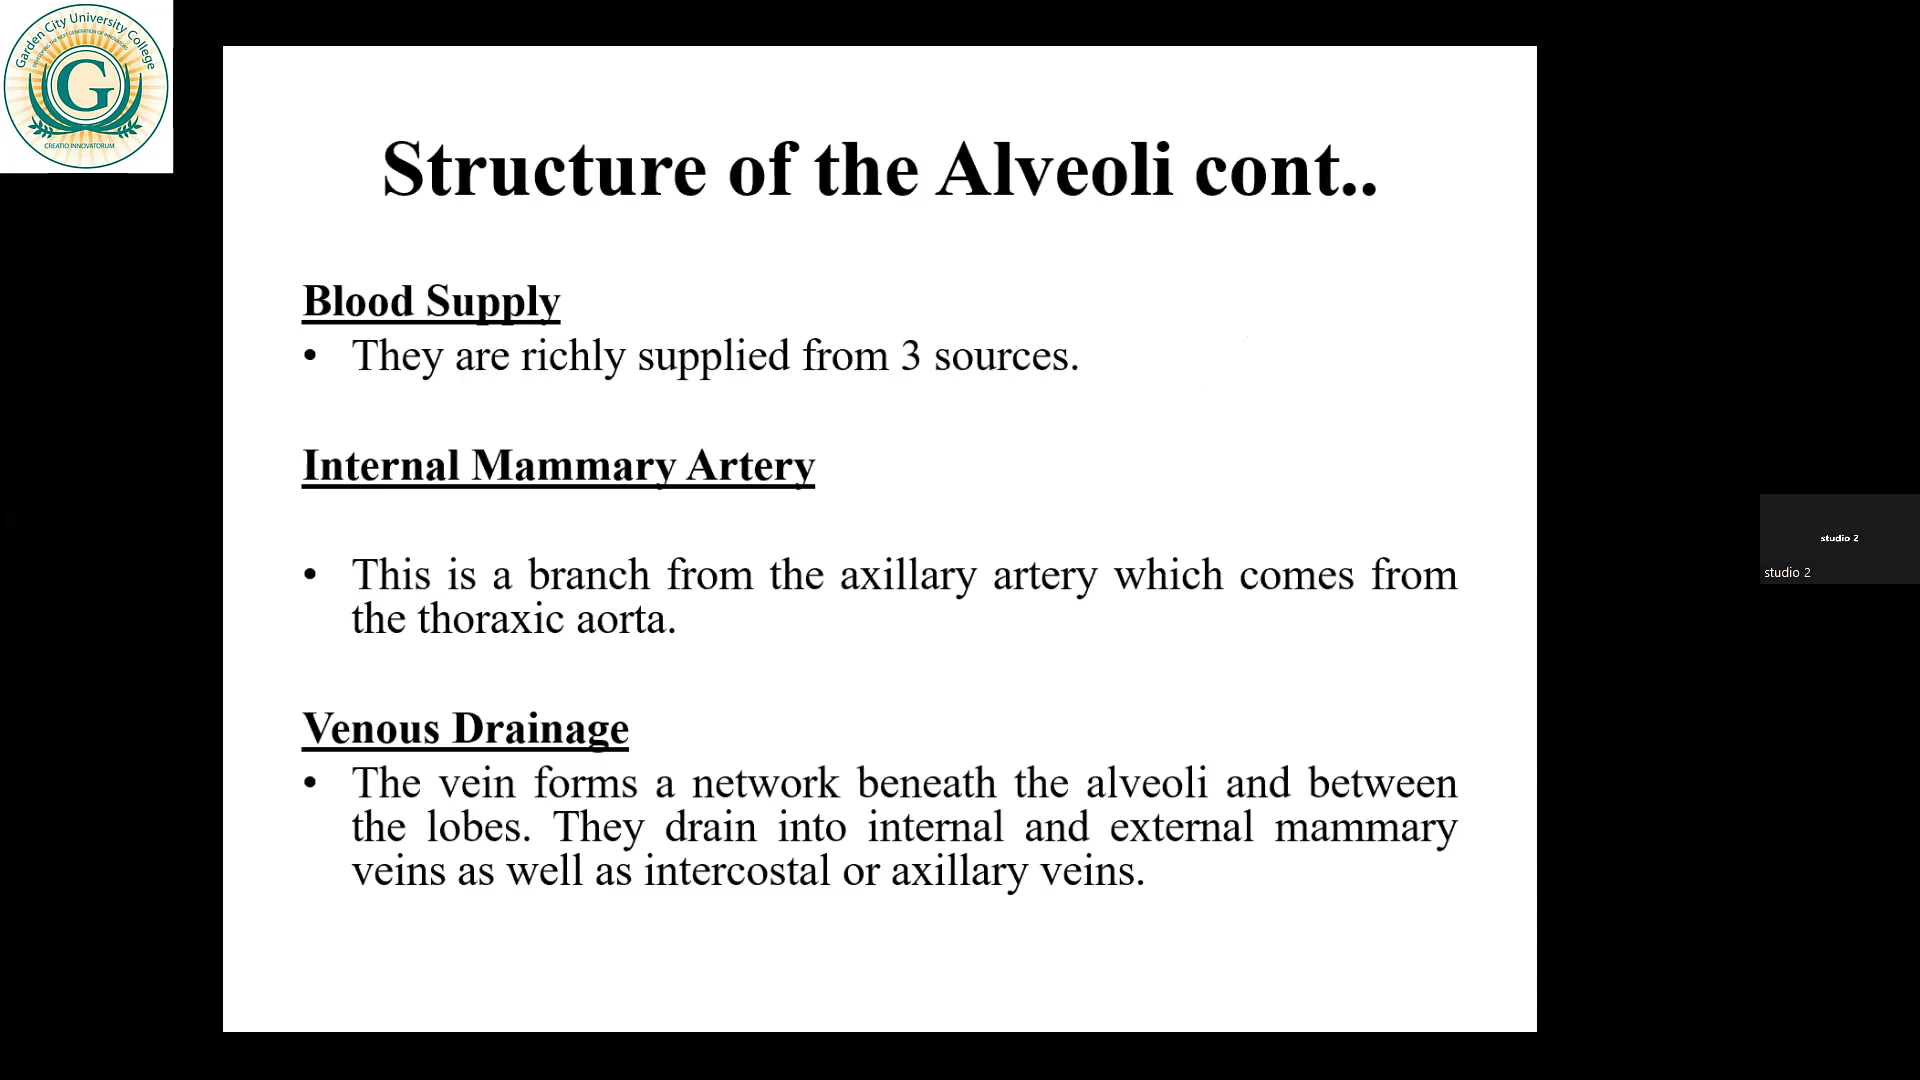 Garden City University College
CREATIO INNOVATORUM
G
Structure of the Alveoli cont..
Blood Supply
• They are richly supplied from 3 sources.
Internal Mammary Artery
• This is a branch from the axillary artery which comes from
the thoraxic aorta.
Venous Drainage
• The vein forms a network beneath the alveoli and between
the lobes. They drain into internal and external mammary
veins as well as intercostal or axillary veins.
studio 2
studio 2